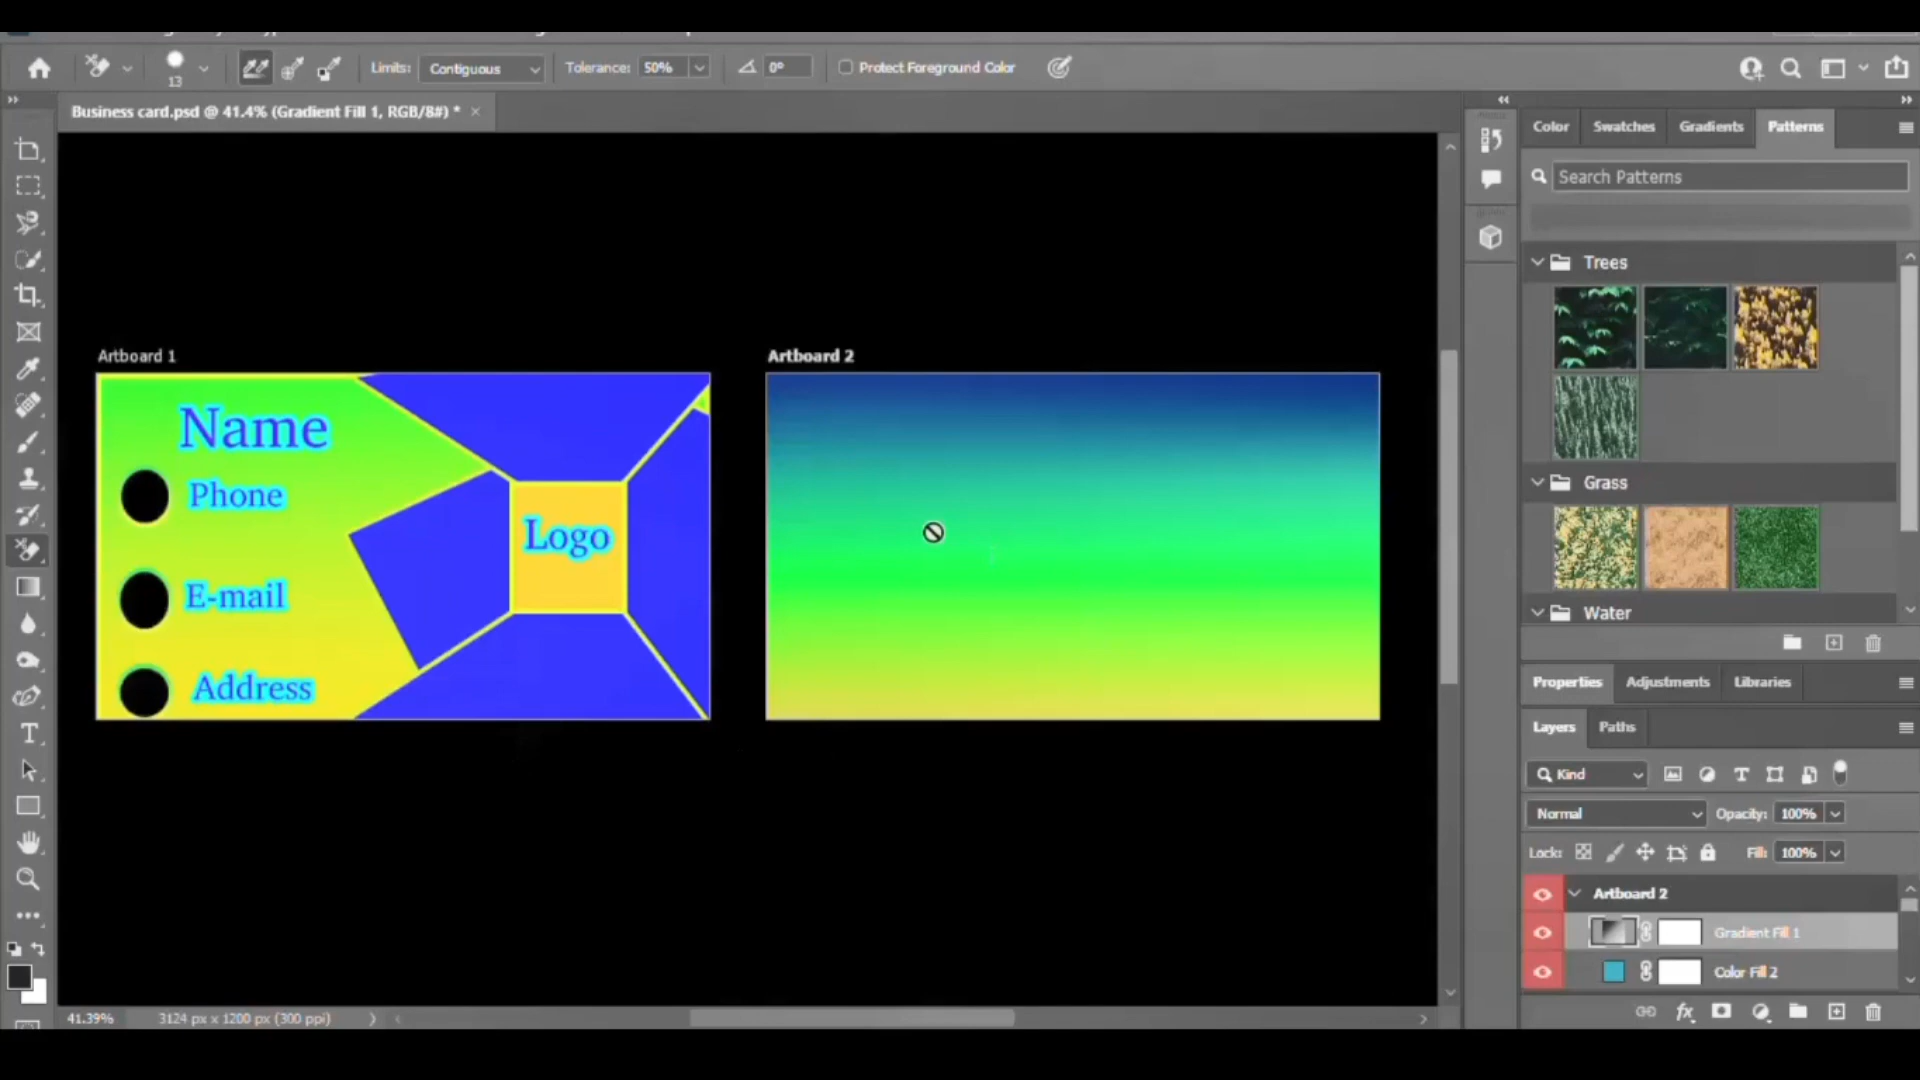 13
Limits: Contiguous
Tolerance: 50%
0°
Protect Foreground Color
Business card.psd @ 41.4% (Gradient Fill 1, RGB/8#) *
Color
Swatches
Gradients
Patterns
Search Patterns
Trees
Grass
Water
Artboard 1
Artboard 2
Name
Phone
Logo
E-mail
Address
Properties
Adjustments
Libraries
Layers
Paths
Kind
Normal
Opacity: 100%
Lock:
Fill: 100%
Artboard 2
Gradient Fill 1
Color Fill 2
41.39%
3124 px x 1200 px (300 ppi)